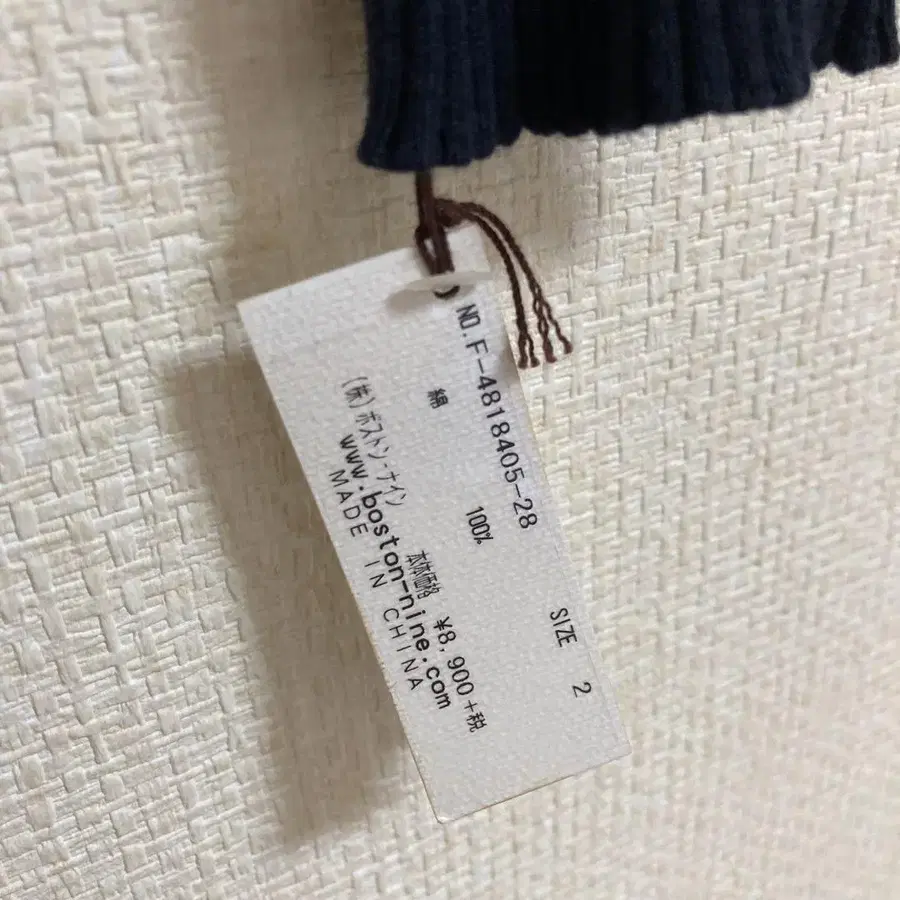 NO.F-4818405-28
SIZE 2
綿 100%
本体価格 ¥8,900+税
(株)ボストン・ナイン
www.boston-nine.com
MADE IN CHINA